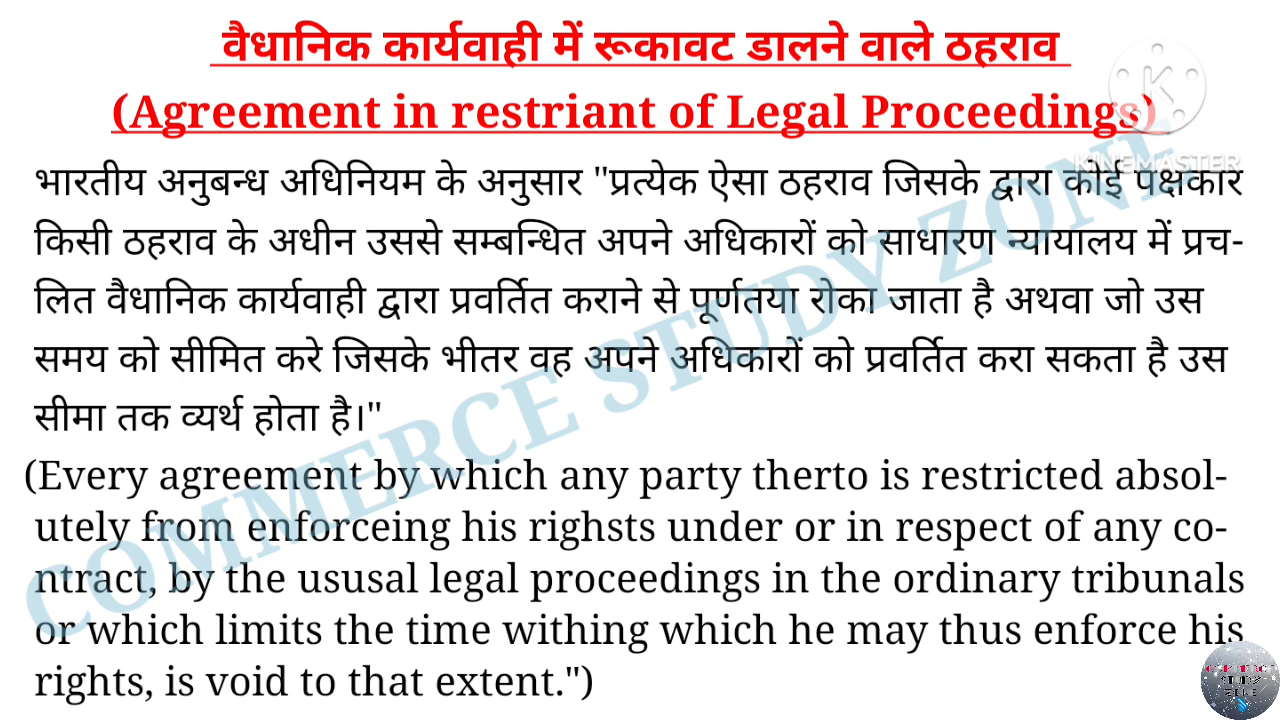 वैधानिक कार्यवाही में रूकावट डालने वाले ठहराव
(Agreement in restriant of Legal Proceedings)
KINEMASTER
भारतीय अनुबन्ध अधिनियम के अनुसार "प्रत्येक ऐसा ठहराव जिसके द्वारा कोई पक्षकार
किसी ठहराव के अधीन उससे सम्बन्धित अपने अधिकारों को साधारण न्यायालय में प्रच-
लित वैधानिक कार्यवाही द्वारा प्रवर्तित कराने से पूर्णतया रोका जाता है अथवा जो उस
समय को सीमित करे जिसके भीतर वह अपने अधिकारों को प्रवर्तित करा सकता है उस
सीमा तक व्यर्थ होता है।"
(Every agreement by which any party therto is restricted absol-
utely from enforceing his righsts under or in respect of any co-
ntract, by the ususal legal proceedings in the ordinary tribunals
or which limits the time withing which he may thus enforce his
rights, is void to that extent.")
COMMERCE STUDY ZONE